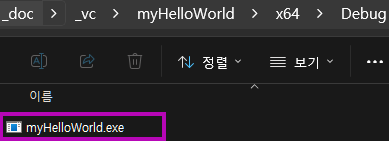 _doc > _vc > myHelloWorld > x64 > Debug
정렬 보기
이름
myHelloWorld.exe